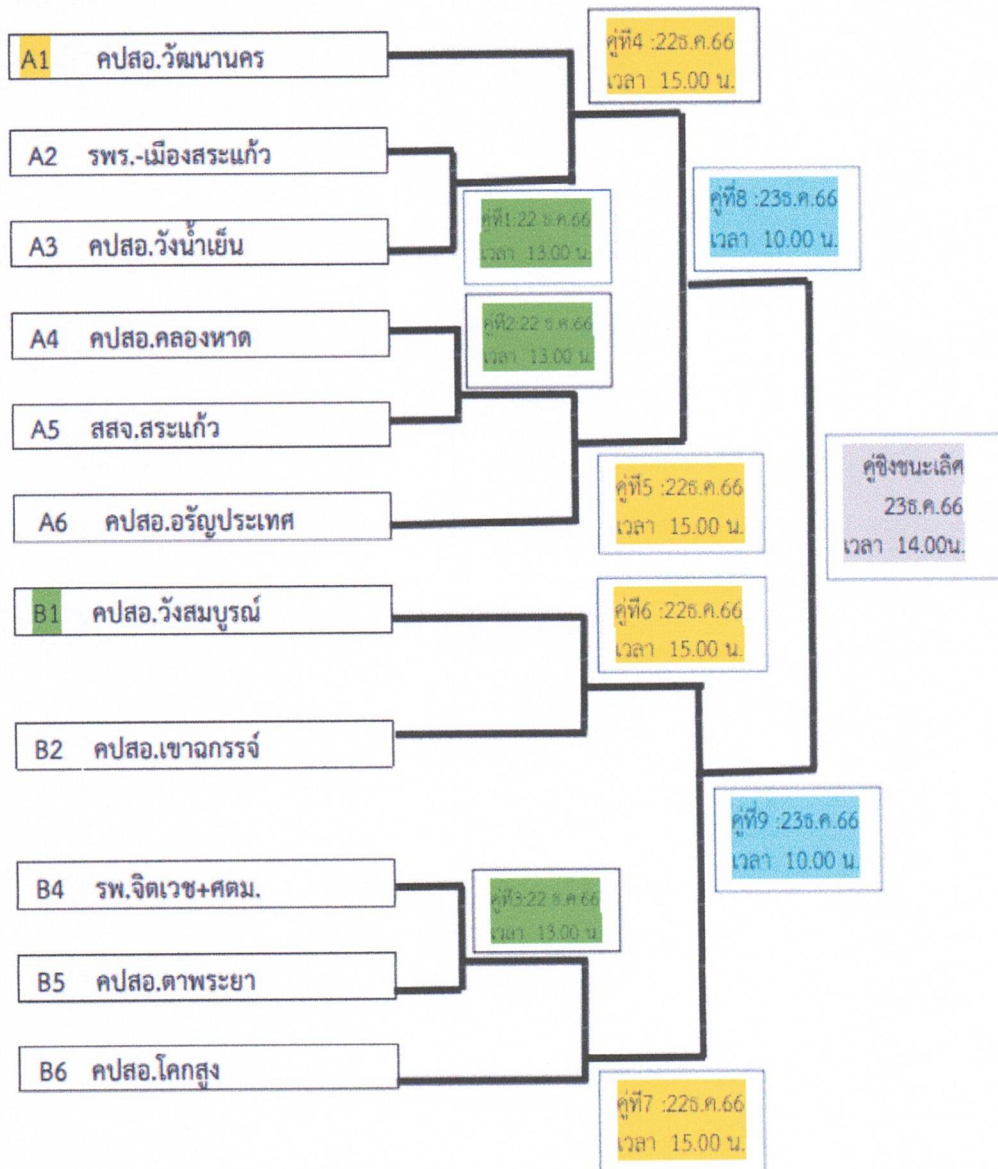 คู่ที่4 :22ธ.ค.66
เวลา 15.00 น.
A1 คปสอ.วัฒนานคร
A2 รพร.-เมืองสระแก้ว
คู่ที่8 :23ธ.ค.66
เวลา 10.00 น.
คู่ที่1:22 ธ.ค.66
เวลา 13.00 น.
A3 คปสอ.วังน้ำเย็น
คู่ที่2:22 ธ.ค.66
เวลา 13.00 น.
A4 คปสอ.คลองหาด
A5 สสจ.สระแก้ว
คู่ชิงชนะเลิศ
23ธ.ค.66
เวลา 14.00น.
คู่ที่5 :22ธ.ค.66
เวลา 15.00 น.
A6 คปสอ.อรัญประเทศ
B1 คปสอ.วังสมบูรณ์
คู่ที่6 :22ธ.ค.66
เวลา 15.00 น.
B2 คปสอ.เขาฉกรรจ์
คู่ที่9 :23ธ.ค.66
เวลา 10.00 น.
B4 รพ.จิตเวช+ศตม.
คู่ที่3:22 ธ.ค.66
เวลา 13.00 น.
B5 คปสอ.ตาพระยา
B6 คปสอ.โคกสูง
คู่ที่7 :22ธ.ค.66
เวลา 15.00 น.